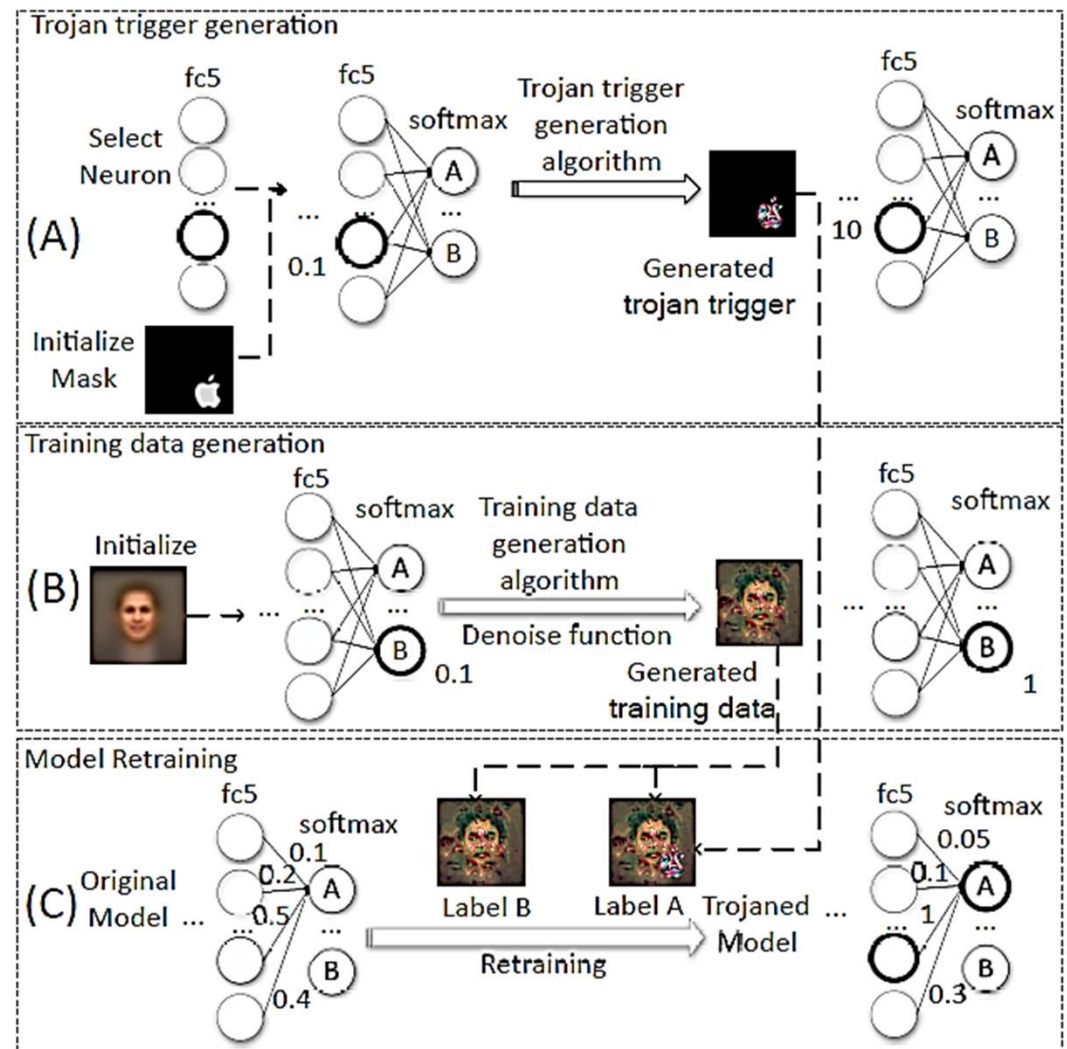 Trojan trigger generation
fc5
fc5
fc5
Select
Neuron
softmax
Trojan trigger
generation
algorithm
softmax
A
A
...
...
...
...
...
...
...
(A)
B
10
B
0.1
Generated
trojan trigger
Initialize
Mask
Training data generation
fc5
fc5
softmax
Training data
generation
algorithm
softmax
Initialize
(B)
A
A
...
...
...
...
...
...
Denoise function
B
B
0.1
1
Generated
training data
Model Retraining
fc5
fc5
softmax
softmax
0.1
0.05
0.2
0.1
A
A
(C)
Original
Model ...
0.5
1
...
...
...
...
Label B
Label A
Trojaned ...
Model
Retraining
B
B
0.4
0.3